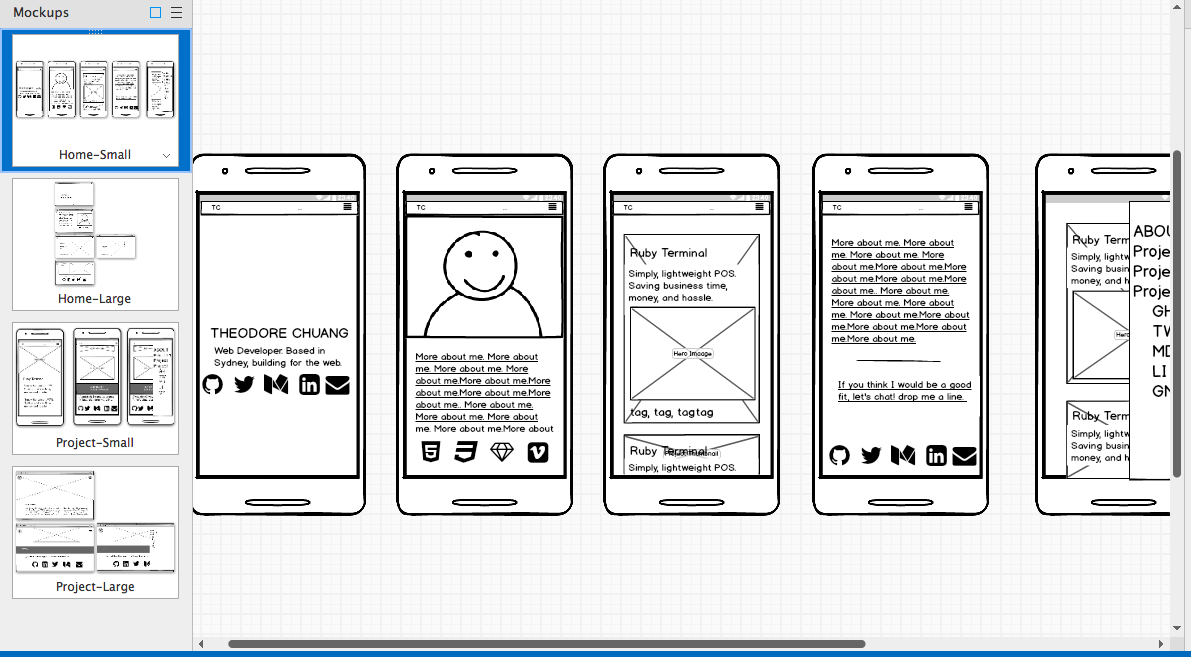 Mockups
Home-Small
Home-Large
Project-Small
Project-Large
TC
THEODORE CHUANG
Web Developer. Based in
Sydney, building for the web.
TC
More about me. More about
me. More about me. More
about me.More about me.More
about me.More about me.More
about me.. More about me.
More about me. More about
me. More about me.More about
TC
Ruby Terminal
Simply, lightweight POS.
Saving business time,
money, and hassle.
Hero Imaage
tag, tag, tagtag
Ruby Terminal
Simply, lightweight POS.
TC
More about me. More about
me. More about me. More
about me.More about me.More
about me.More about me.More
about me.. More about me.
More about me. More about
me. More about me.More about
me.More about me.More about
me.More about me.
If you think I would be a good
fit, let's chat! drop me a line.
Ruby Term
Simply, lightw
Saving busin
money, and h
Hero
Ruby Term
Simply, lightw
Saving busin
money, and h
ABOU
Proje
Proje
Proje
GH
TW
MD
LI
GM